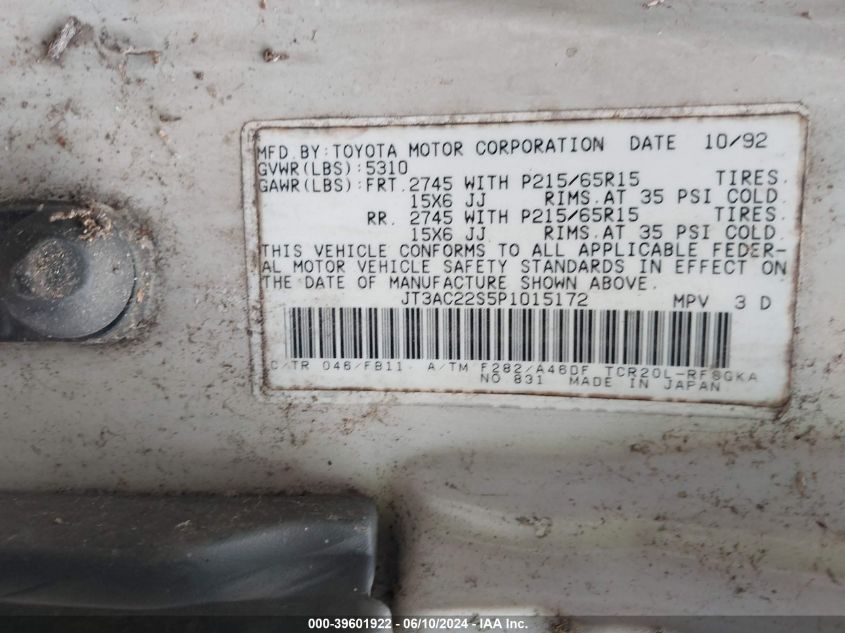 MFD. BY: TOYOTA MOTOR CORPORATION DATE 10/92
GVWR(LBS):5310
GAWR(LBS):FRT. 2745 WITH P215/65R15 TIRES.
15X6 JJ RIMS.AT 35 PSI COLD.
RR. 2745 WITH P215/65R15 TIRES.
15X6 JJ RIMS.AT 35 PSI COLD.
THIS VEHICLE CONFORMS TO ALL APPLICABLE FEDER-
AL MOTOR VEHICLE SAFETY STANDARDS IN EFFECT ON
THE DATE OF MANUFACTURE SHOWN ABOVE.
JT3AC22S5P1015172 MPV 3 D
C/TR 046/FB11 A/TM F282/A46DF TCR20L-RFSGKA
NO 831 MADE IN JAPAN
000-39601922 - 06/10/2024 - IAA Inc.